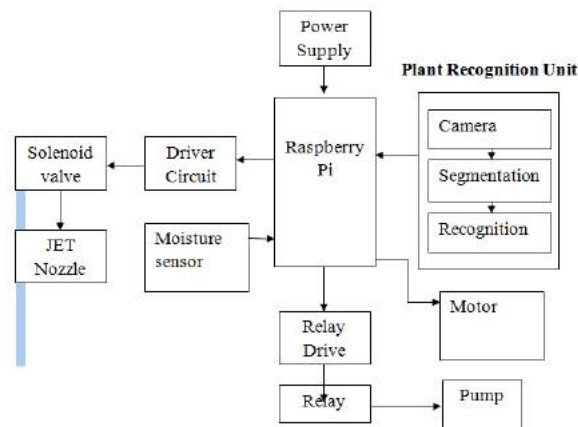 Power
Supply
Plant Recognition Unit
Camera
Segmentation
Recognition
Raspberry
Pi
Driver
Circuit
Solenoid
valve
JET
Nozzle
Moisture
sensor
Motor
Relay
Drive
Relay
Pump